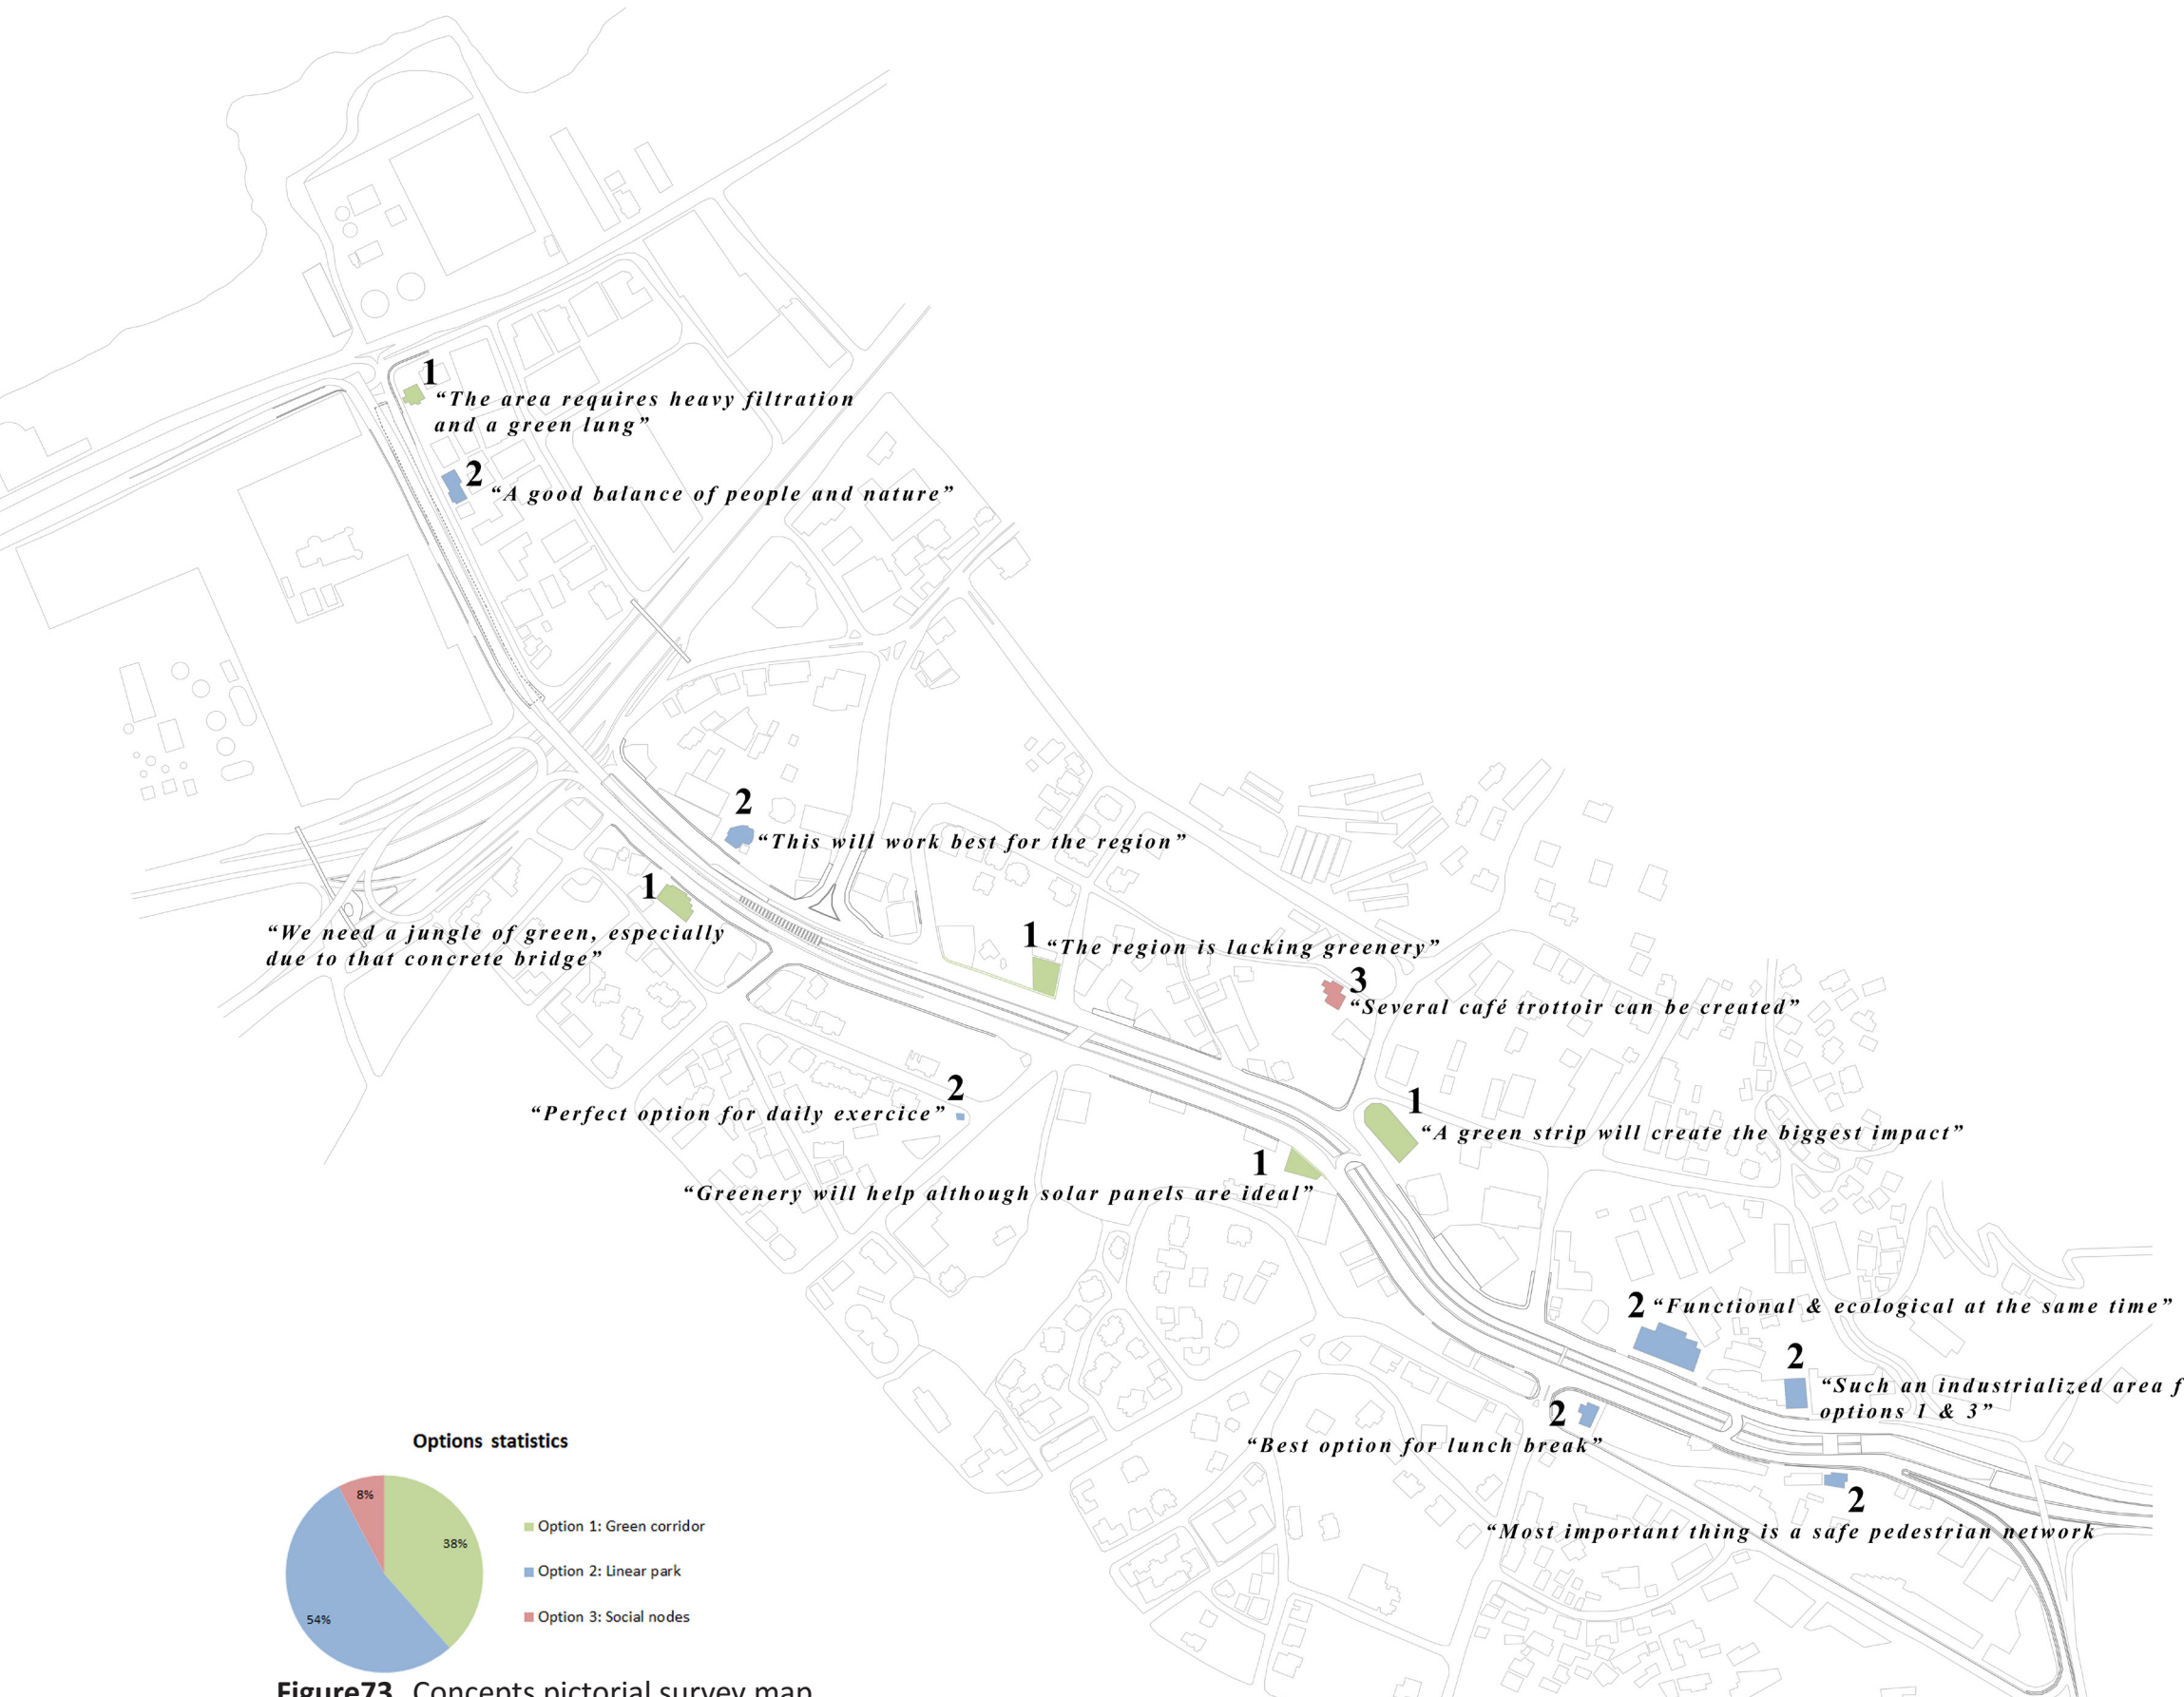 1
“The area requires heavy filtration
and a green lung”
2
“A good balance of people and nature”
2
“This will work best for the region”
1
“We need a jungle of green, especially
due to that concrete bridge”
1
“The region is lacking greenery”
3
“Several café trottoir can be created”
2
“Perfect option for daily exercice”
1
“A green strip will create the biggest impact”
1
“Greenery will help although solar panels are ideal”
2
“Functional & ecological at the same time”
2
“Such an industrialized area
options 1 & 3”
2
“Best option for lunch break”
2
“Most important thing is a safe pedestrian network
Options statistics
8%
38%
54%
Option 1: Green corridor
Option 2: Linear park
Option 3: Social nodes
Figure73 Concepts pictorial survey map